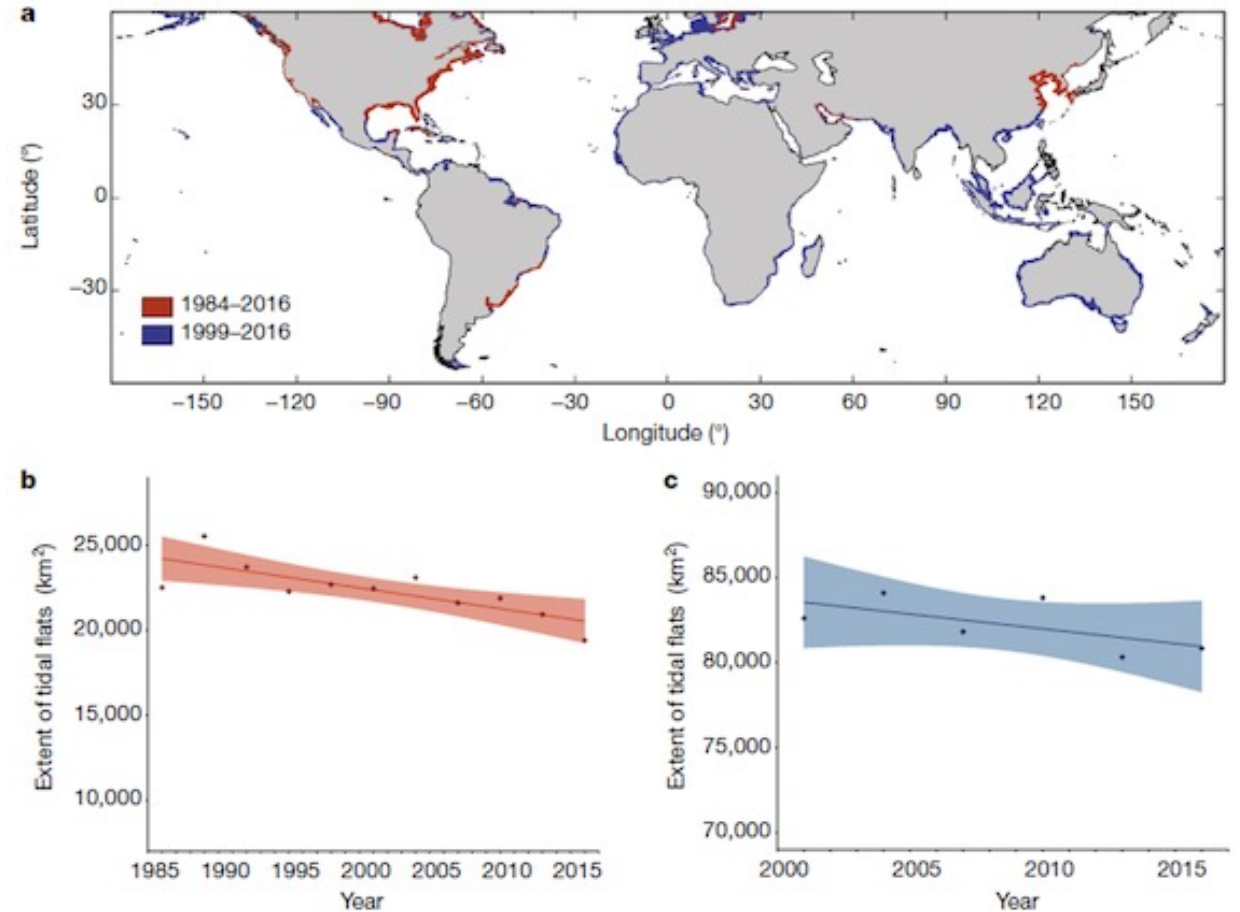 a
30
0
−30
Latitude (°)
1984–2016
1999–2016
−150 −120 −90 −60 −30 0 30 60 90 120 150
Longitude (°)
b
25,000
20,000
15,000
10,000
Extent of tidal flats (km²)
1985 1990 1995 2000 2005 2010 2015
Year
c
90,000
85,000
80,000
75,000
70,000
Extent of tidal flats (km²)
2000 2005 2010 2015
Year